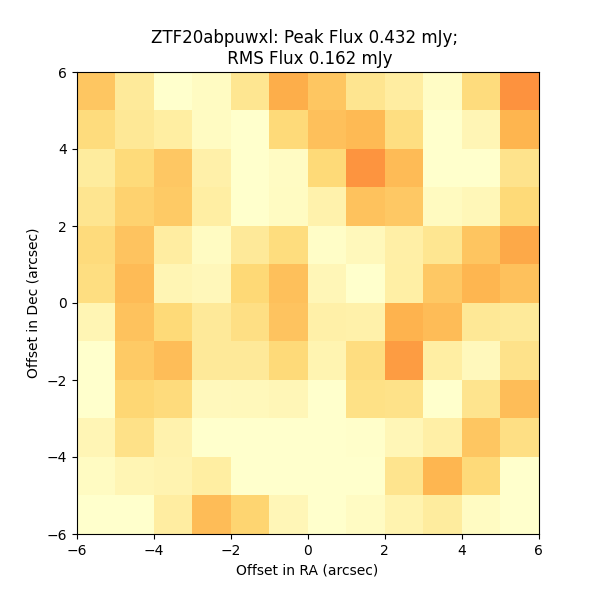 ZTF20abpuwxl: Peak Flux 0.432 mJy;
RMS Flux 0.162 mJy
6
4
2
0
−2
−4
−6
Offset in Dec (arcsec)
−6 −4 −2 0 2 4 6
Offset in RA (arcsec)